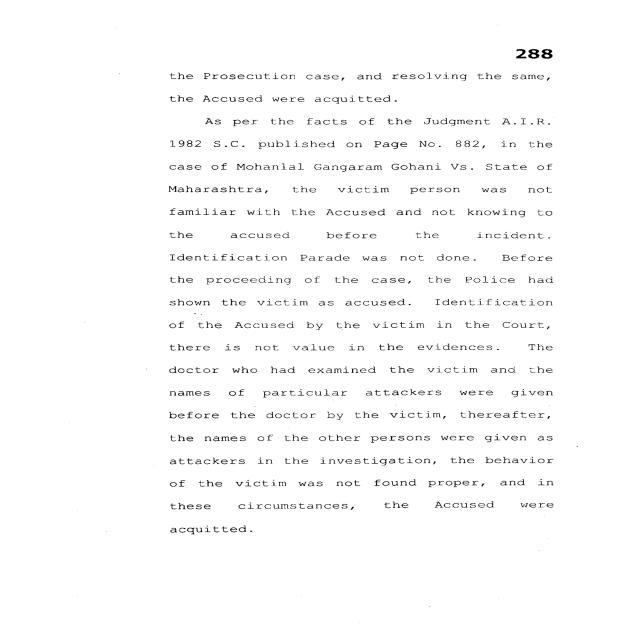 288
the Prosecution case, and resolving the same,
the Accused were acquitted.
As per the facts of the Judgment A.I.R.
1982 S.C. published on Page No. 882, in the
case of Mohanlal Gangaram Gohani Vs. State of
Maharashtra, the victim person was not
familiar with the Accused and not knowing to
the accused before the incident.
Identification Parade was not done. Before
the proceeding of the case, the Police had
shown the victim as accused. Identification
of the Accused by the victim in the Court,
there is not value in the evidences. The
doctor who had examined the victim and the
names of particular attackers were given
before the doctor by the victim, thereafter,
the names of the other persons were given as
attackers in the investigation, the behavior
of the victim was not found proper, and in
these circumstances, the Accused were
acquitted.